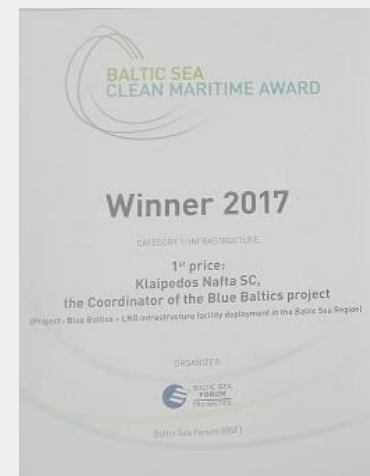 BALTIC SEA
CLEAN MARITIME AWARD
Winner 2017
CATEGORY 1: INFRASTRUCTURE
1st price:
Klaipedos Nafta SC,
the Coordinator of the Blue Baltics project
(Project - Blue Baltics - LNG infrastructure facility deployment in the Baltic Sea Region)
ORGANIZER:
BALTIC SEA
FORUM
PRO BALTICA
Baltic Sea Forum (BSF)